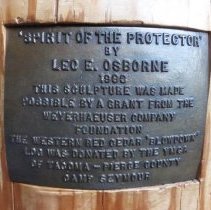 "SPIRIT OF THE PROTECTOR"
BY
LEO E. OSBORNE
THIS SCULPTURE WAS MADE
POSSIBLE BY A GRANT FROM THE
WEYERHAEUSER COMPANY
FOUNDATION
THE WESTERN RED CEDAR "BLOWDOWN"
LOG WAS DONATED BY THE YMCA
OF TACOMA - PIERCE COUNTY
CAMP SEYMOUR